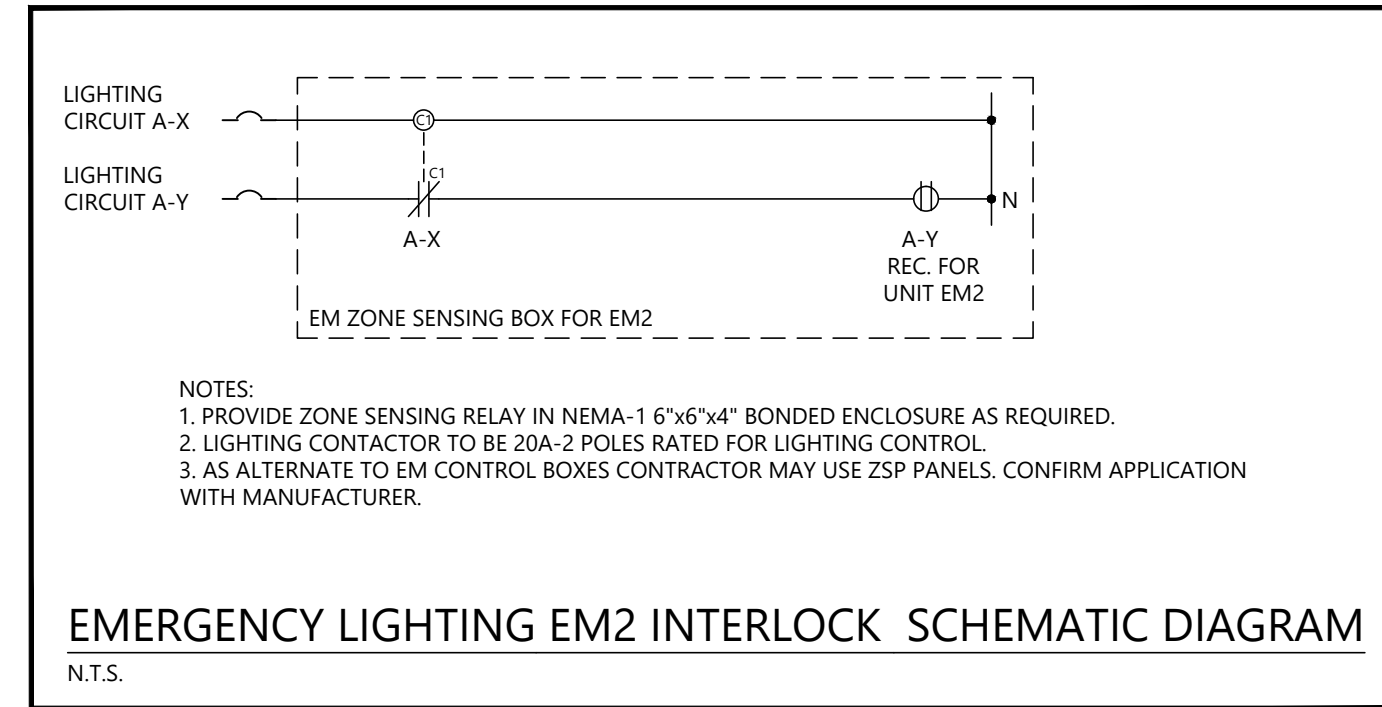 LIGHTING
CIRCUIT A-X
C1
LIGHTING
CIRCUIT A-Y
C1
A-X
N
A-Y
REC. FOR
UNIT EM2
EM ZONE SENSING BOX FOR EM2
NOTES:
1. PROVIDE ZONE SENSING RELAY IN NEMA-1 6"x6"x4" BONDED ENCLOSURE AS REQUIRED.
2. LIGHTING CONTACTOR TO BE 20A-2 POLES RATED FOR LIGHTING CONTROL.
3. AS ALTERNATE TO EM CONTROL BOXES CONTRACTOR MAY USE ZSP PANELS. CONFIRM APPLICATION
WITH MANUFACTURER.
EMERGENCY LIGHTING EM2 INTERLOCK  SCHEMATIC DIAGRAM
N.T.S.